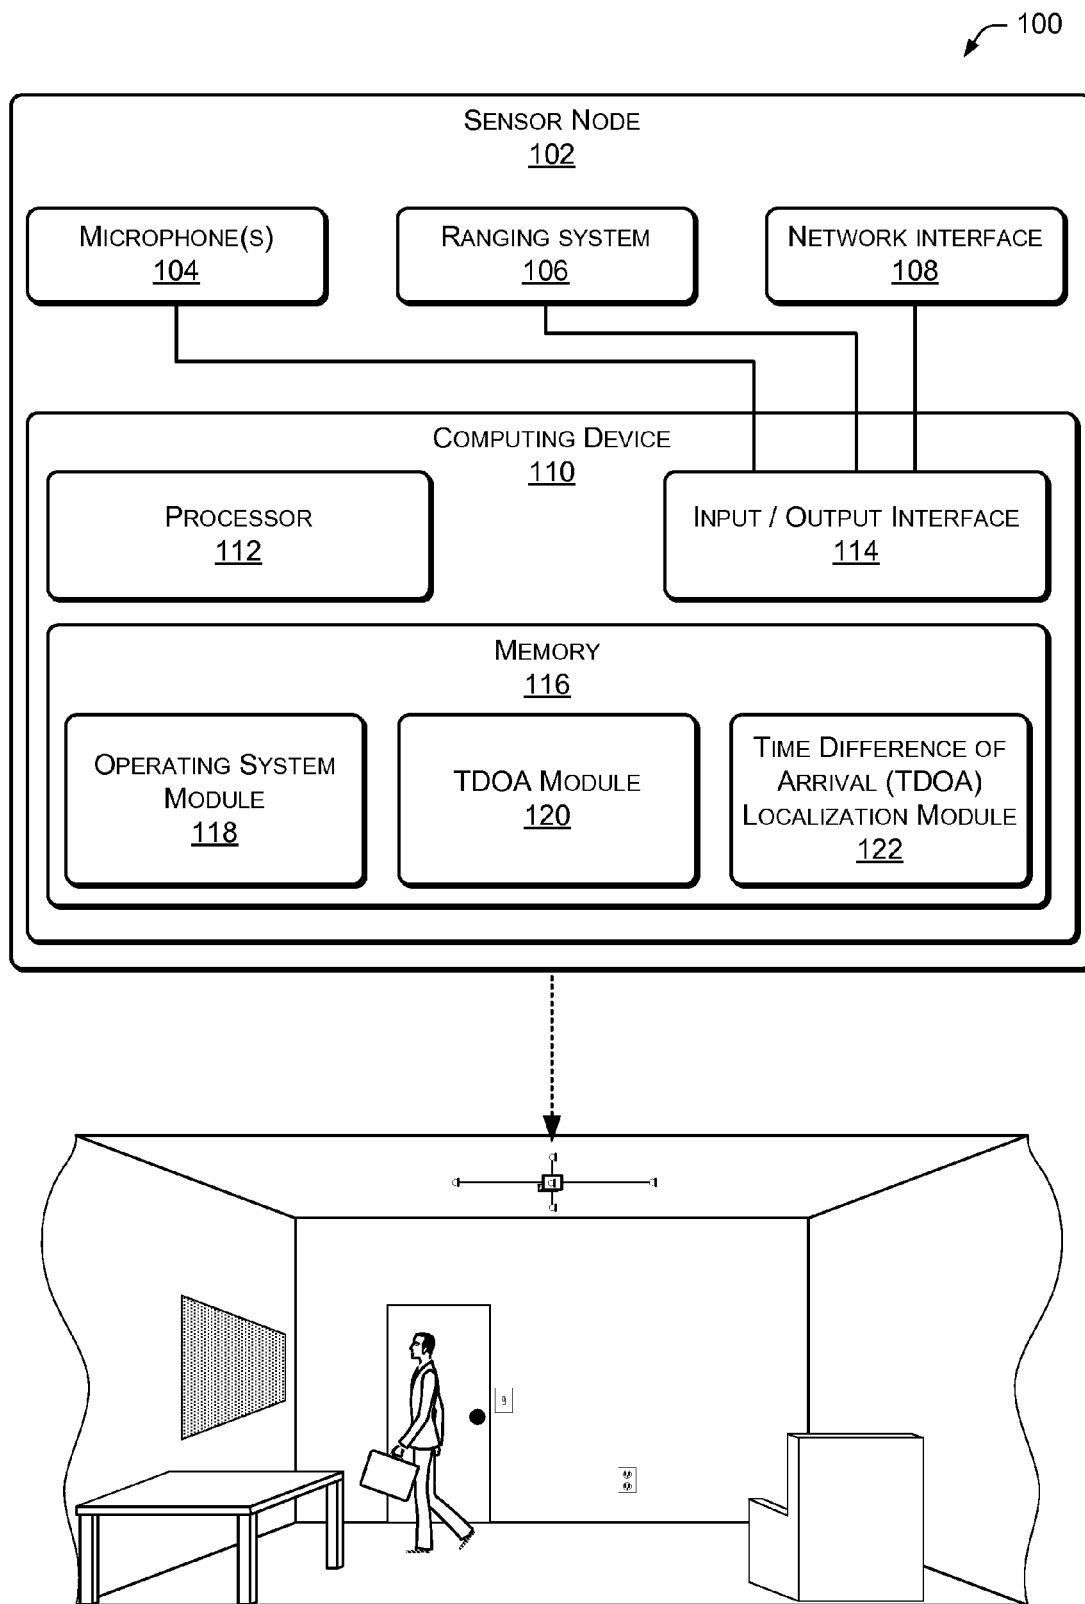 100
SENSOR NODE
102
MICROPHONE(S)
104
RANGING SYSTEM
106
NETWORK INTERFACE
108
COMPUTING DEVICE
110
PROCESSOR
112
INPUT / OUTPUT INTERFACE
114
MEMORY
116
OPERATING SYSTEM
MODULE
118
TDOA MODULE
120
TIME DIFFERENCE OF
ARRIVAL (TDOA)
LOCALIZATION MODULE
122